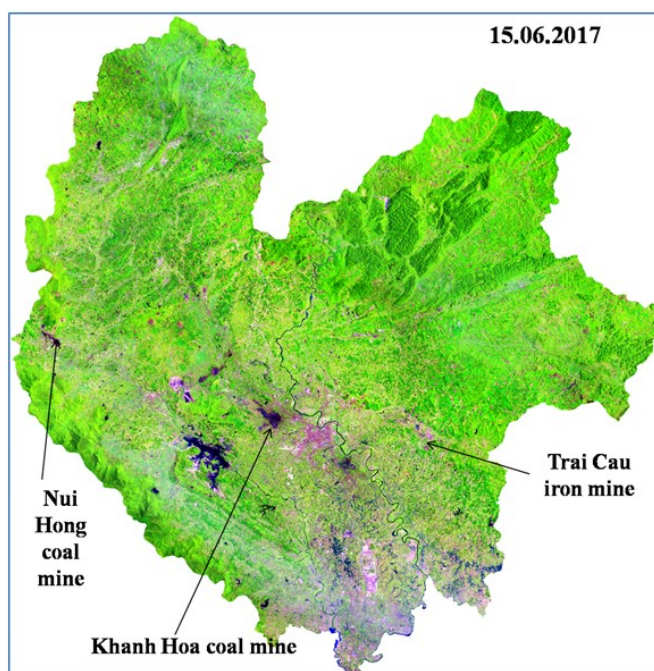 15.06.2017
Trai Cau
iron mine
Nui
Hong
coal
mine
Khanh Hoa coal mine